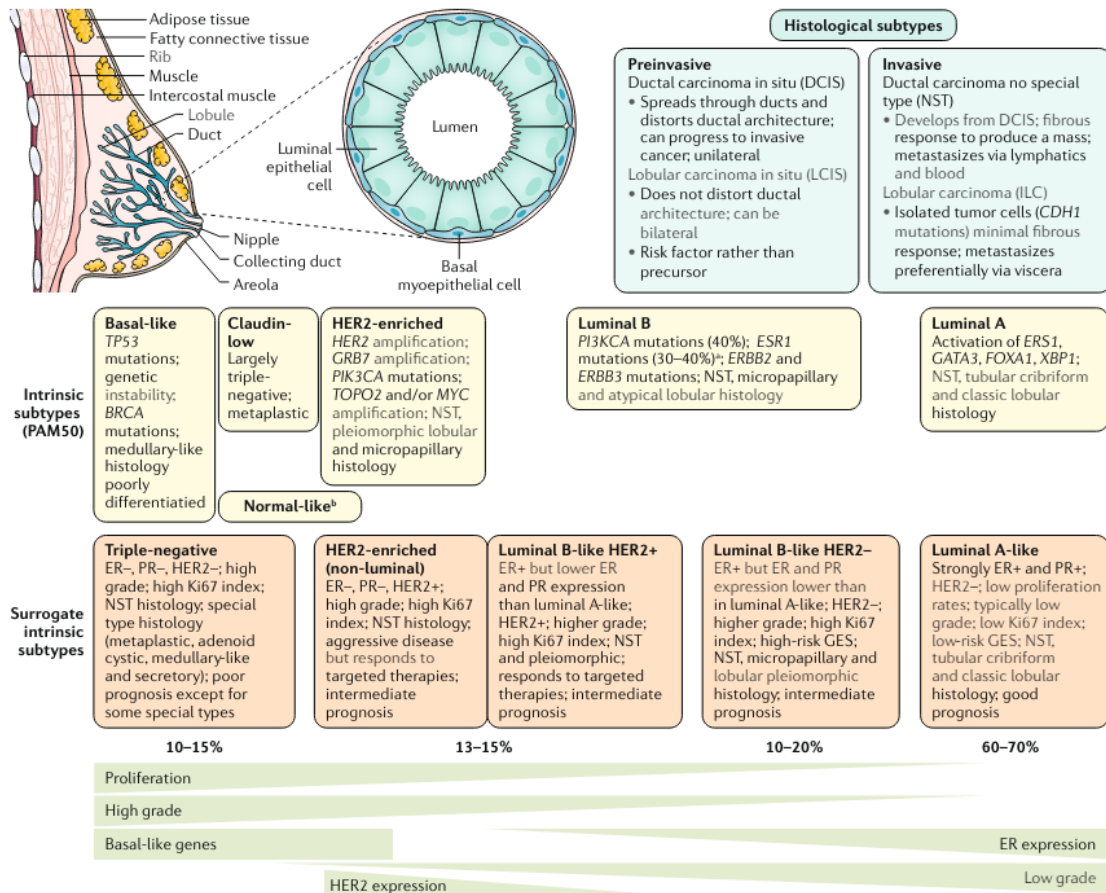 Adipose tissue
Fatty connective tissue
Rib
Muscle
Intercostal muscle
Lobule
Duct
Nipple
Collecting duct
Areola
Lumen
Luminal
epithelial
cell
Basal
myoepithelial cell
Histological subtypes
Preinvasive
Ductal carcinoma in situ (DCIS)
• Spreads through ducts and
distorts ductal architecture;
can progress to invasive
cancer; unilateral
Lobular carcinoma in situ (LCIS)
• Does not distort ductal
architecture; can be
bilateral
• Risk factor rather than
precursor
Invasive
Ductal carcinoma no special
type (NST)
• Develops from DCIS; fibrous
response to produce a mass;
metastasizes via lymphatics
and blood
Lobular carcinoma (ILC)
• Isolated tumor cells (CDH1
mutations) minimal fibrous
response; metastasizes
preferentially via viscera
Intrinsic
subtypes
(PAM50)
Basal-like
TP53
mutations;
genetic
instability;
BRCA
mutations;
medullary-like
histology
poorly
differentiatied
Claudin-
low
Largely
triple-
negative;
metaplastic
HER2-enriched
HER2 amplification;
GRB7 amplification;
PIK3CA mutations;
TOPO2 and/or MYC
amplification; NST,
pleiomorphic lobular
and micropapillary
histology
Normal-likeᵇ
Luminal B
PI3KCA mutations (40%); ESR1
mutations (30–40%)ᵃ; ERBB2 and
ERBB3 mutations; NST, micropapillary
and atypical lobular histology
Luminal A
Activation of ERS1,
GATA3, FOXA1, XBP1;
NST, tubular cribriform
and classic lobular
histology
Surrogate
intrinsic
subtypes
Triple-negative
ER–, PR–, HER2–; high
grade; high Ki67 index;
NST histology; special
type histology
(metaplastic, adenoid
cystic, medullary-like
and secretory); poor
prognosis except for
some special types
HER2-enriched
(non-luminal)
ER–, PR–, HER2+;
high grade; high Ki67
index; NST histology;
aggressive disease
but responds to
targeted therapies;
intermediate
prognosis
Luminal B-like HER2+
ER+ but lower ER
and PR expression
than luminal A-like;
HER2+; higher grade;
high Ki67 index; NST
and pleiomorphic;
responds to targeted
therapies; intermediate
prognosis
Luminal B-like HER2–
ER+ but ER and PR
expression lower than
in luminal A-like; HER2–;
higher grade; high Ki67
index; high-risk GES;
NST, micropapillary and
lobular pleiomorphic
histology; intermediate
prognosis
Luminal A-like
Strongly ER+ and PR+;
HER2–; low proliferation
rates; typically low
grade; low Ki67 index;
low-risk GES; NST,
tubular cribriform
and classic lobular
histology; good
prognosis
10–15%
13–15%
10–20%
60–70%
Proliferation
High grade
Basal-like genes
ER expression
Low grade
HER2 expression